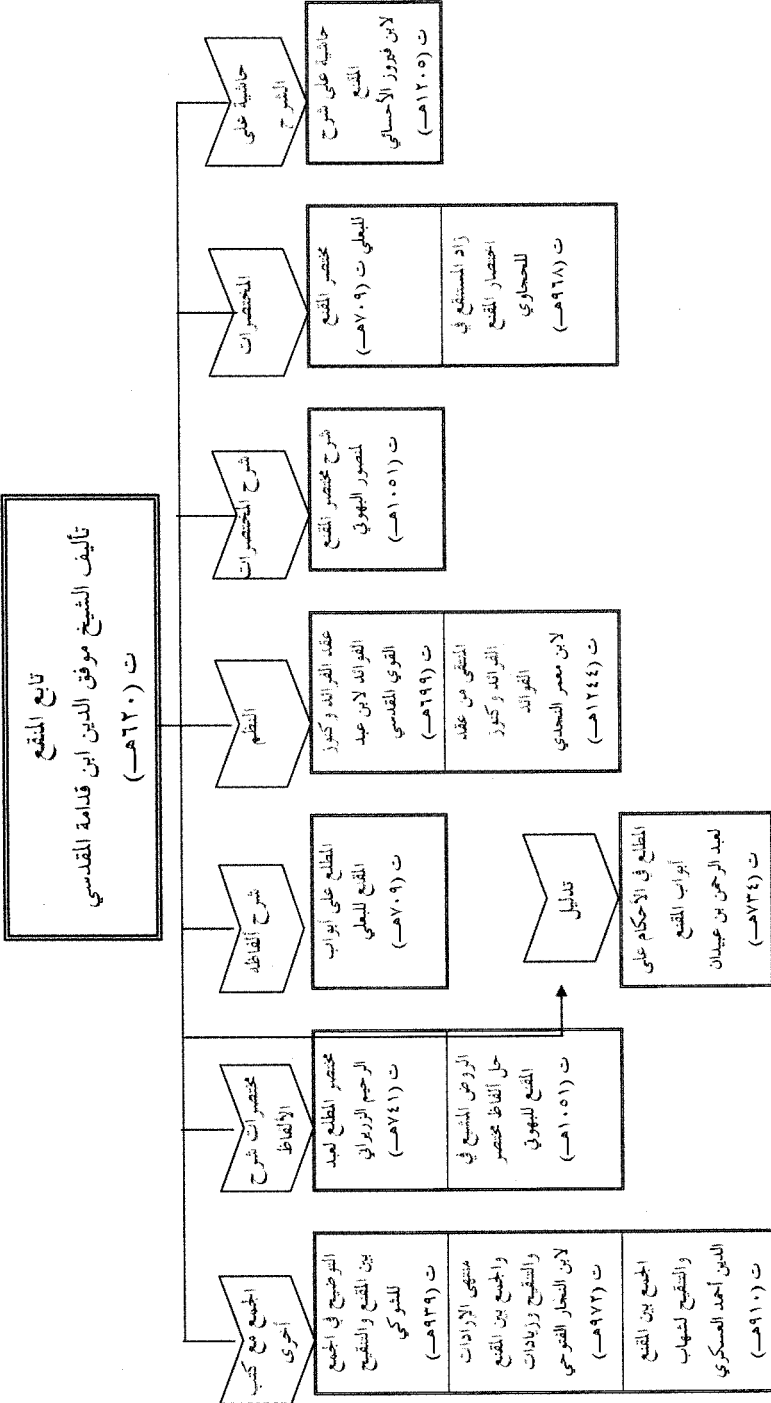 تابع المقنع
تأليف الشيخ موفق الدين ابن قدامة المقدسي
ت (٦٢٠هـ)
حاشية على
الشرح
حاشية على شرح
المقنع
لابن فيروز الأحسائي
ت (١٢٠٥هـ)
المختصرات
مختصر المقنع
للبعلي ت (٧٠٩هـ)
زاد المستقنع في
اختصار المقنع
للحجاوي
ت (٩٦٨هـ)
شرح المختصرات
شرح مختصر المقنع
لمنصور البهوتي
ت (١٠٥١هـ)
النظم
عقد الفرائد وكنوز
الفوائد لابن عبد
القوي المقدسي
ت (٦٩٩هـ)
المنتقى من عقد
الفرائد وكنوز
الفوائد
لابن معمر النجدي
ت (١٢٤٤هـ)
شرح ألفاظه
المطلع على أبواب
المقنع للبعلي
ت (٧٠٩هـ)
تدليل
المطلع في الأحكام على
أبواب المقنع
لعبد الرحمن بن عبيدان
ت (٧٣٤هـ)
مختصرات شرح
الألفاظ
مختصر المطلع لعبد
الرحيم الزريراني
ت (٧٤١هـ)
الروض المشبع في
حل ألفاظ مختصر
المقنع للبهوتي
ت (١٠٥١هـ)
الجمع مع كتب
أخرى
التوضيح في الجمع
بين المقنع والتنقيح
للشوكي
ت (٩٣٩هـ)
منتهى الإرادات
والجمع بين المقنع
والتنقيح وزيادات
لابن النجار الفتوحي
ت (٩٧٢هـ)
الجمع بين المقنع
والتنقيح لشهاب
الدين أحمد العسكري
ت (٩١٠هـ)